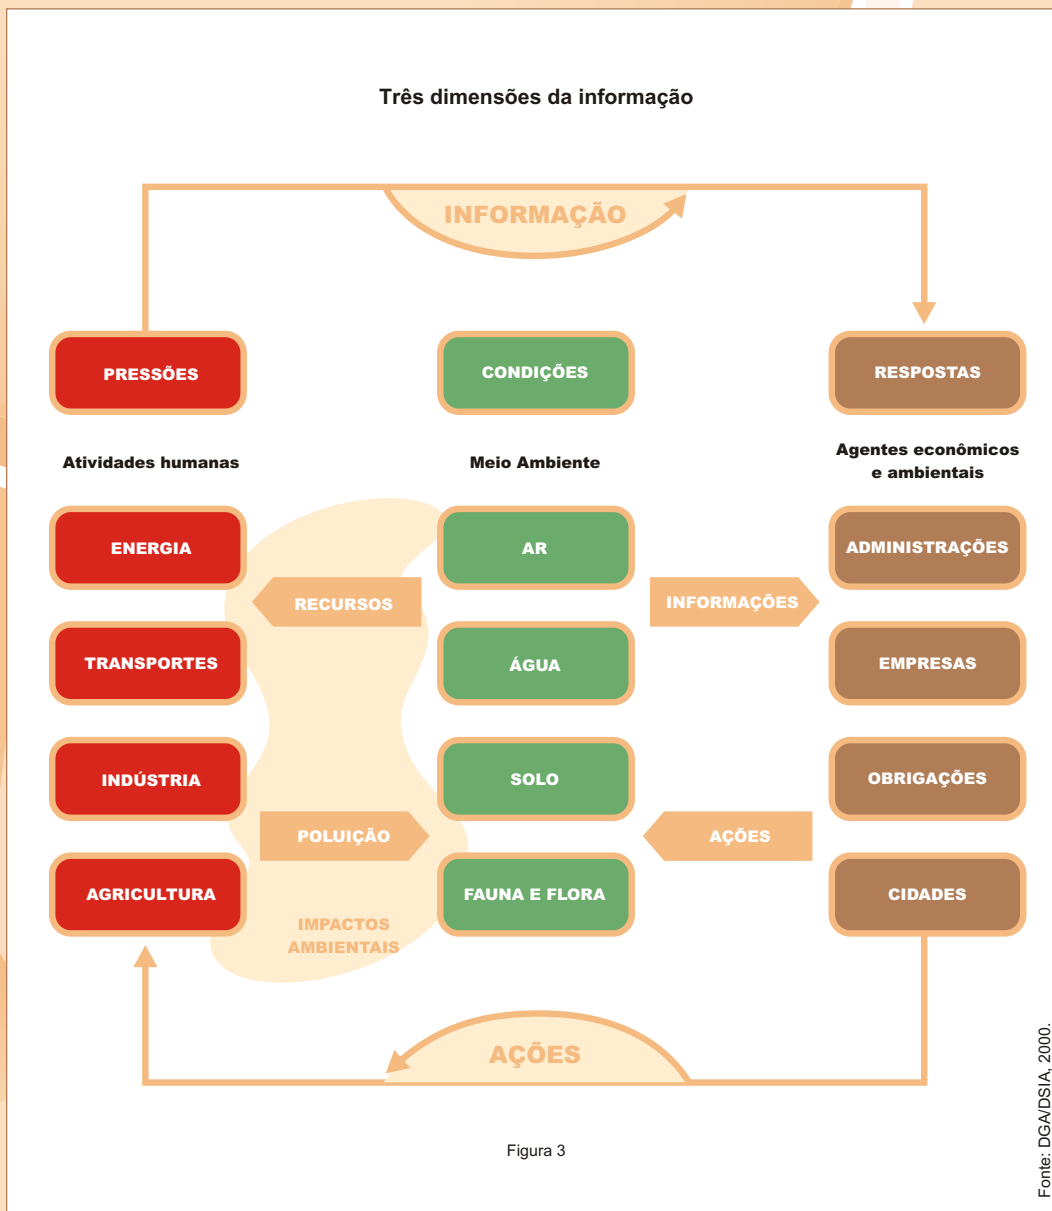 Três dimensões da informação
INFORMAÇÃO
PRESSÕES
CONDIÇÕES
RESPOSTAS
Atividades humanas
Meio Ambiente
Agentes econômicos
e ambientais
ENERGIA
AR
ADMINISTRAÇÕES
RECURSOS
INFORMAÇÕES
TRANSPORTES
ÁGUA
EMPRESAS
INDÚSTRIA
SOLO
OBRIGAÇÕES
POLUIÇÃO
AÇÕES
AGRICULTURA
FAUNA E FLORA
CIDADES
IMPACTOS
AMBIENTAIS
AÇÕES
Figura 3
Fonte: DGA/DSIA, 2000.